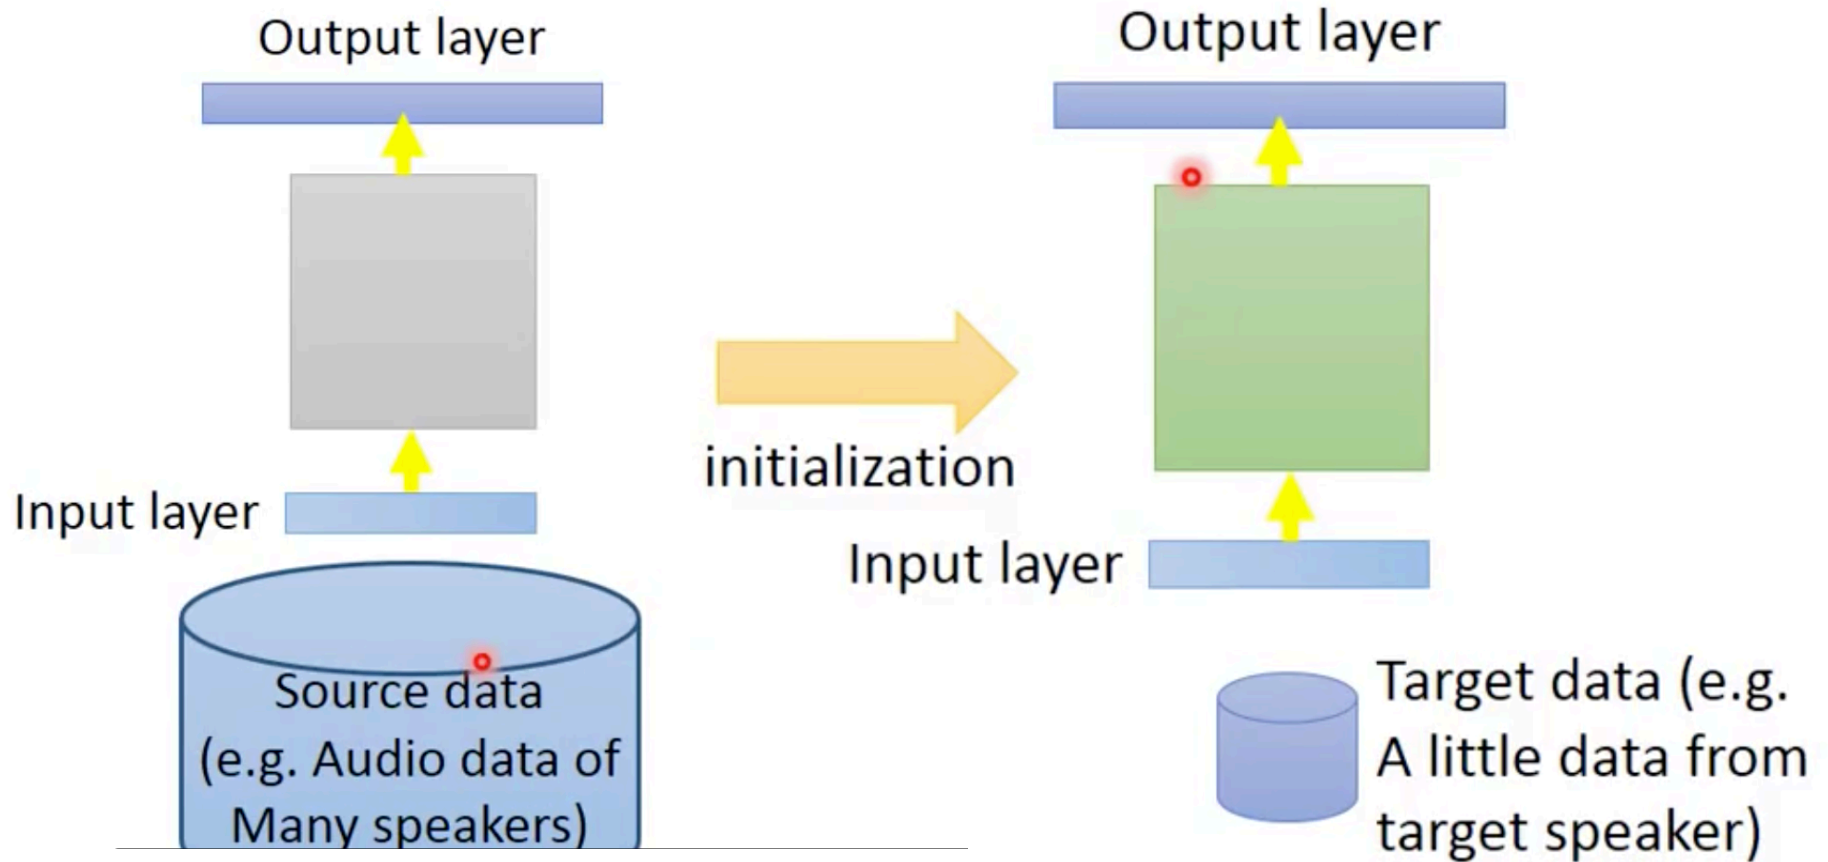 Output layer
Input layer
Source data
(e.g. Audio data of
Many speakers)
initialization
Output layer
Input layer
Target data (e.g.
A little data from
target speaker)